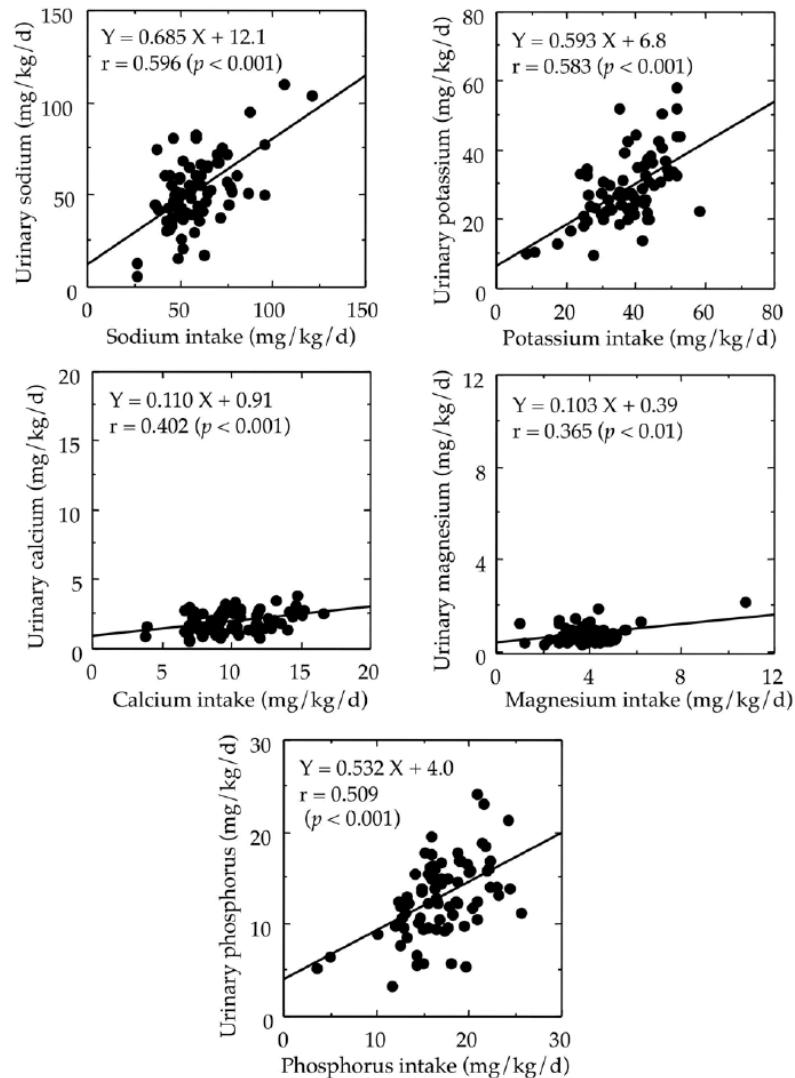 Y = 0.685 X + 12.1
r = 0.596 (p < 0.001)
150
100
50
0
Urinary sodium (mg/kg/d)
0 50 100 150
Sodium intake (mg/kg/d)
Y = 0.593 X + 6.8
r = 0.583 (p < 0.001)
80
60
40
20
0
Urinary potassium (mg/kg/d)
0 20 40 60 80
Potassium intake (mg/kg/d)
Y = 0.110 X + 0.91
r = 0.402 (p < 0.001)
20
15
10
5
0
Urinary calcium (mg/kg/d)
0 5 10 15 20
Calcium intake (mg/kg/d)
Y = 0.103 X + 0.39
r = 0.365 (p < 0.01)
12
8
4
0
Urinary magnesium (mg/kg/d)
0 4 8 12
Magnesium intake (mg/kg/d)
Y = 0.532 X + 4.0
r = 0.509
(p < 0.001)
30
20
10
0
Urinary phosphorus (mg/kg/d)
0 10 20 30
Phosphorus intake (mg/kg/d)